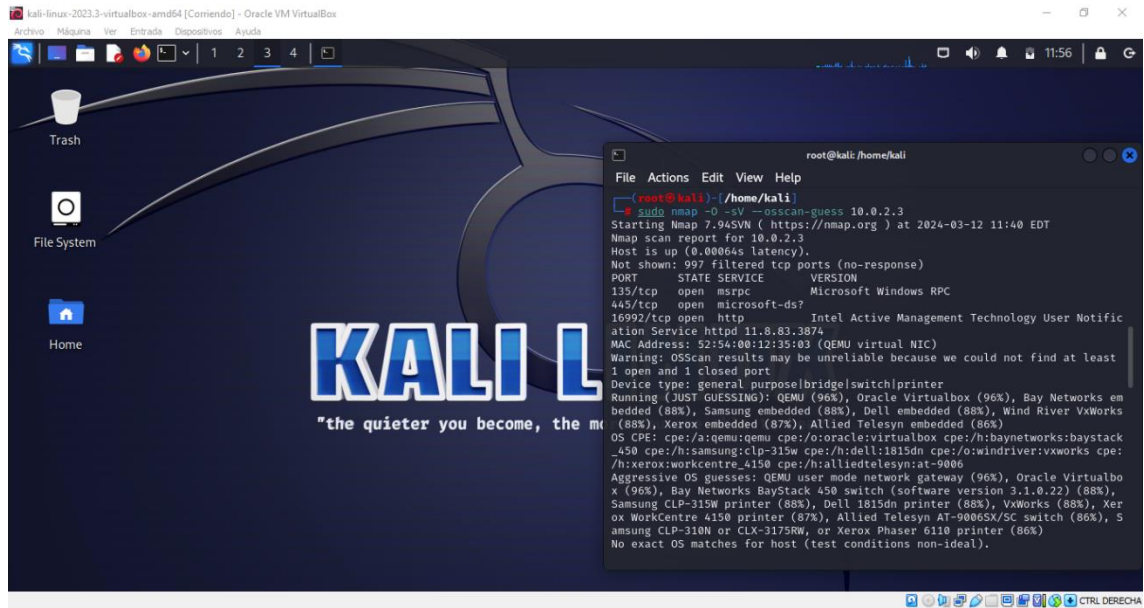 kali-linux-2023.3-virtualbox-amd64 [Corriendo] - Oracle VM VirtualBox
Archivo Máquina Ver Entrada Dispositivos Ayuda
1 2 3 4
11:56
Trash
File System
Home
KALI L
"the quieter you become, the mo
root@kali: /home/kali
File Actions Edit View Help
(root㉿kali)-[/home/kali]
# sudo nmap -O -sV --osscan-guess 10.0.2.3
Starting Nmap 7.94SVN ( https://nmap.org ) at 2024-03-12 11:40 EDT
Nmap scan report for 10.0.2.3
Host is up (0.00064s latency).
Not shown: 997 filtered tcp ports (no-response)
PORT STATE SERVICE VERSION
135/tcp open msrpc Microsoft Windows RPC
445/tcp open microsoft-ds?
16992/tcp open http Intel Active Management Technology User Notific
ation Service httpd 11.8.83.3874
MAC Address: 52:54:00:12:35:03 (QEMU virtual NIC)
Warning: OSScan results may be unreliable because we could not find at least
1 open and 1 closed port
Device type: general purpose|bridge|switch|printer
Running (JUST GUESSING): QEMU (96%), Oracle Virtualbox (96%), Bay Networks em
bedded (88%), Samsung embedded (88%), Dell embedded (88%), Wind River VxWorks
(88%), Xerox embedded (87%), Allied Telesyn embedded (86%)
OS CPE: cpe:/a:qemu:qemu cpe:/o:oracle:virtualbox cpe:/h:baynetworks:baystack
_450 cpe:/h:samsung:clp-315w cpe:/h:dell:1815dn cpe:/o:windriver:vxworks cpe:
/h:xerox:workcentre_4150 cpe:/h:alliedtelesyn:at-9006
Aggressive OS guesses: QEMU user mode network gateway (96%), Oracle Virtualbo
x (96%), Bay Networks BayStack 450 switch (software version 3.1.0.22) (88%),
Samsung CLP-315W printer (88%), Dell 1815dn printer (88%), VxWorks (88%), Xer
ox WorkCentre 4150 printer (87%), Allied Telesyn AT-9006SX/SC switch (86%), S
amsung CLP-310N or CLX-3175RW, or Xerox Phaser 6110 printer (86%)
No exact OS matches for host (test conditions non-ideal).
CTRL DERECHA